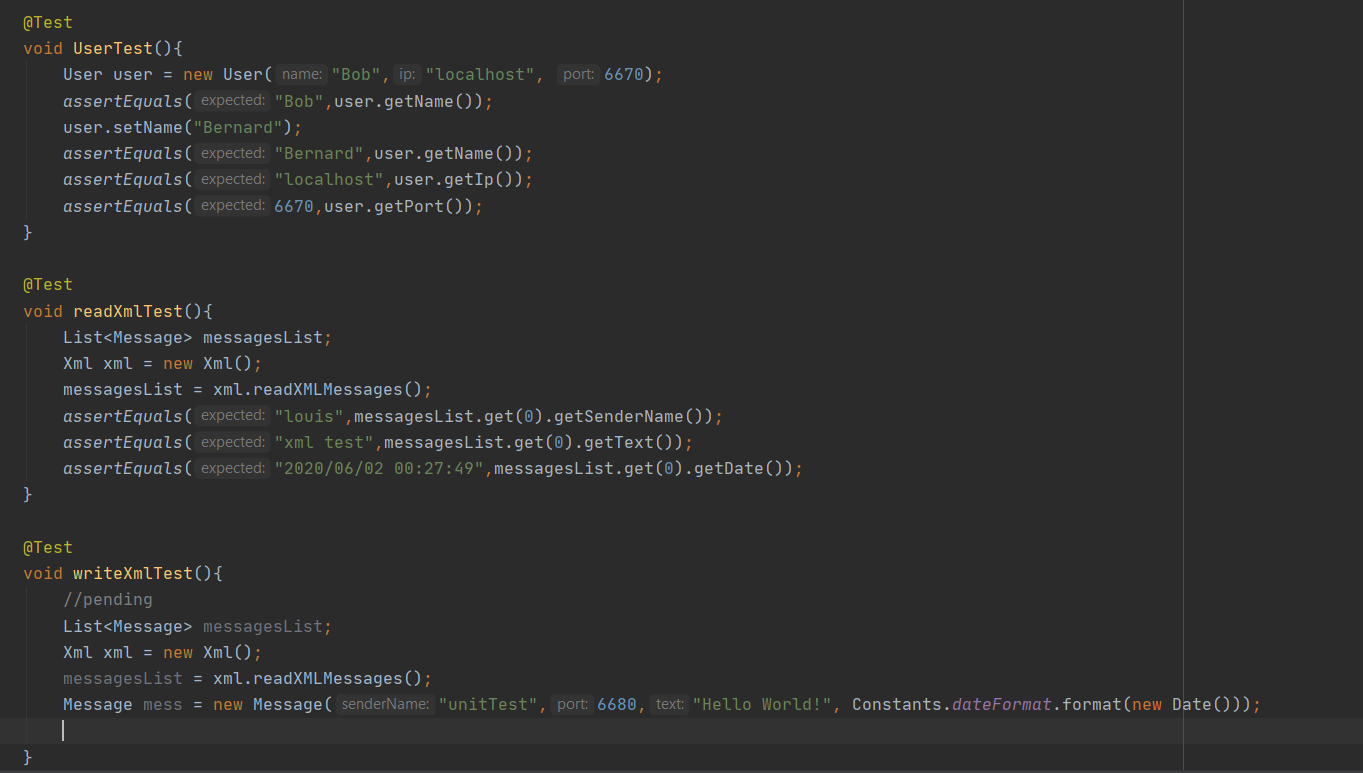 @Test
void UserTest(){
    User user = new User( name: "Bob", ip: "localhost",  port: 6670);
    assertEquals( expected: "Bob",user.getName());
    user.setName("Bernard");
    assertEquals( expected: "Bernard",user.getName());
    assertEquals( expected: "localhost",user.getIp());
    assertEquals( expected: 6670,user.getPort());
}
@Test
void readXmlTest(){
    List<Message> messagesList;
    Xml xml = new Xml();
    messagesList = xml.readXMLMessages();
    assertEquals( expected: "louis",messagesList.get(0).getSenderName());
    assertEquals( expected: "xml test",messagesList.get(0).getText());
    assertEquals( expected: "2020/06/02 00:27:49",messagesList.get(0).getDate());
}
@Test
void writeXmlTest(){
    //pending
    List<Message> messagesList;
    Xml xml = new Xml();
    messagesList = xml.readXMLMessages();
    Message mess = new Message( senderName: "unitTest", port: 6680, text: "Hello World!", Constants.dateFormat.format(new Date()));
}